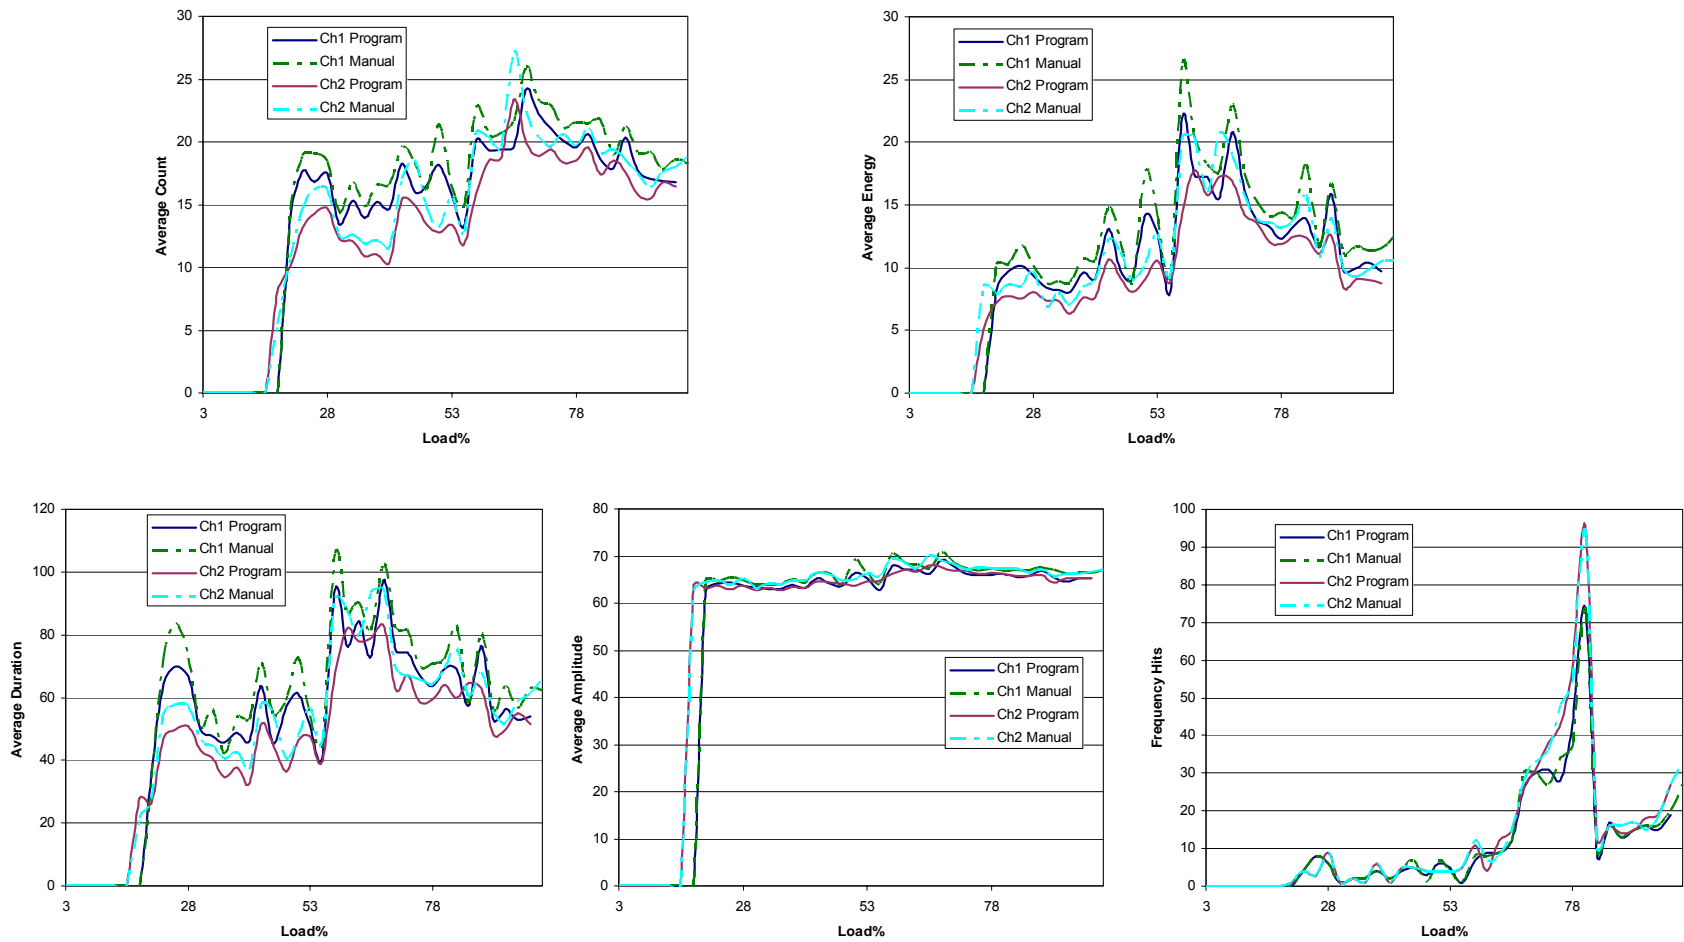 30
25
20
15
10
5
0
Average Count
Ch1 Program
Ch1 Manual
Ch2 Program
Ch2 Manual
3 28 53 78
Load%
30
25
20
15
10
5
0
Average Energy
Ch1 Program
Ch1 Manual
Ch2 Program
Ch2 Manual
3 28 53 78
Load%
120
100
80
60
40
20
0
Average Duration
Ch1 Program
Ch1 Manual
Ch2 Program
Ch2 Manual
3 28 53 78
Load%
80
70
60
50
40
30
20
10
0
Average Amplitude
Ch1 Program
Ch1 Manual
Ch2 Program
Ch2 Manual
3 28 53 78
Load%
100
90
80
70
60
50
40
30
20
10
0
Frequency Hits
Ch1 Program
Ch1 Manual
Ch2 Program
Ch2 Manual
3 28 53 78
Load%